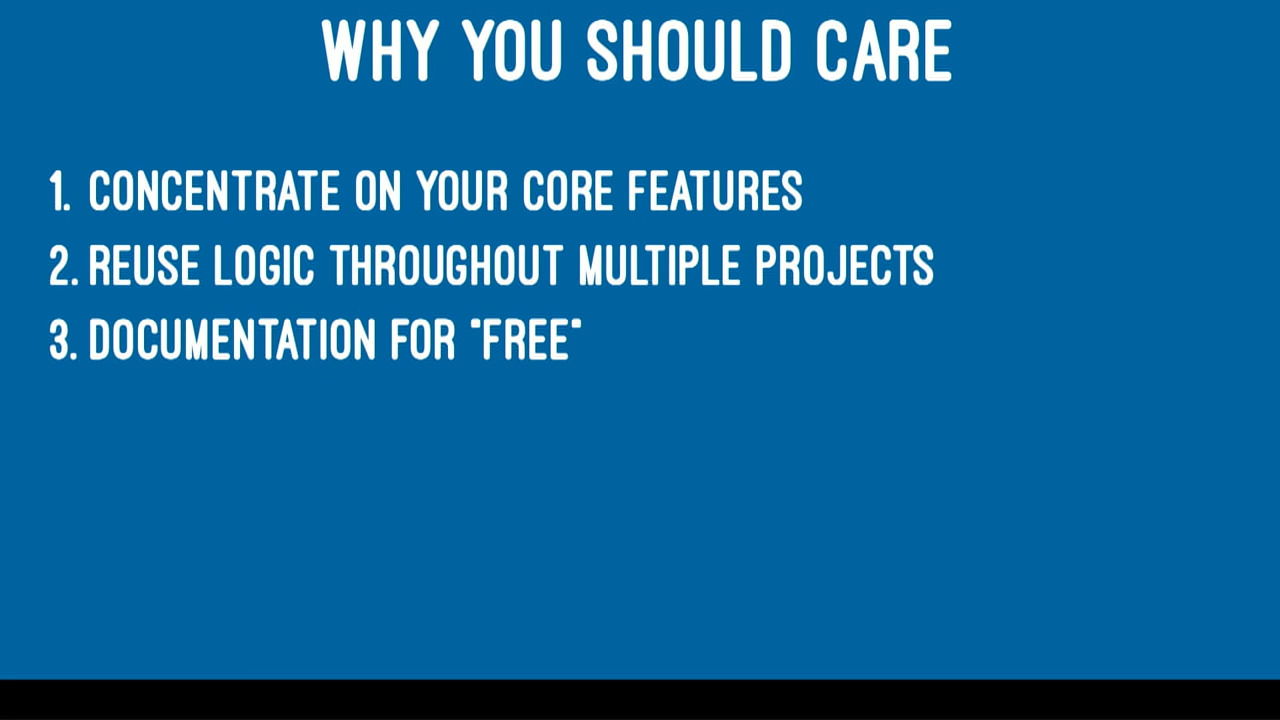 WHY YOU SHOULD CARE
1. CONCENTRATE ON YOUR CORE FEATURES
2. REUSE LOGIC THROUGHOUT MULTIPLE PROJECTS
3. DOCUMENTATION FOR "FREE"